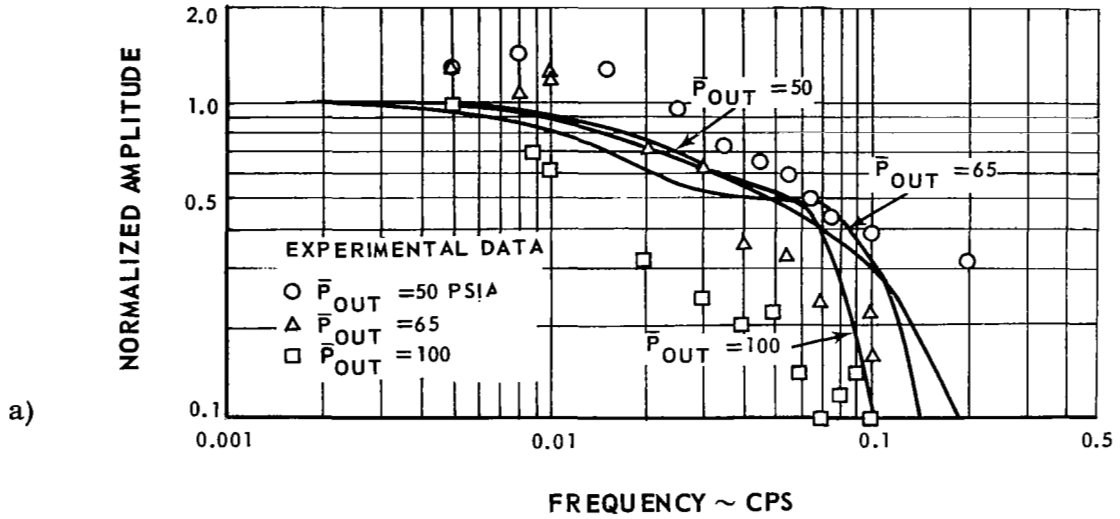 2.0
1.0
0.5
0.1
NORMALIZED AMPLITUDE
P̄OUT =50
P̄OUT = 65
EXPERIMENTAL DATA
○ P̄OUT =50 PSIA
△ P̄OUT =65
□ P̄OUT =100
P̄OUT =100
a)
0.001 0.01 0.1 0.5
FREQUENCY ~ CPS